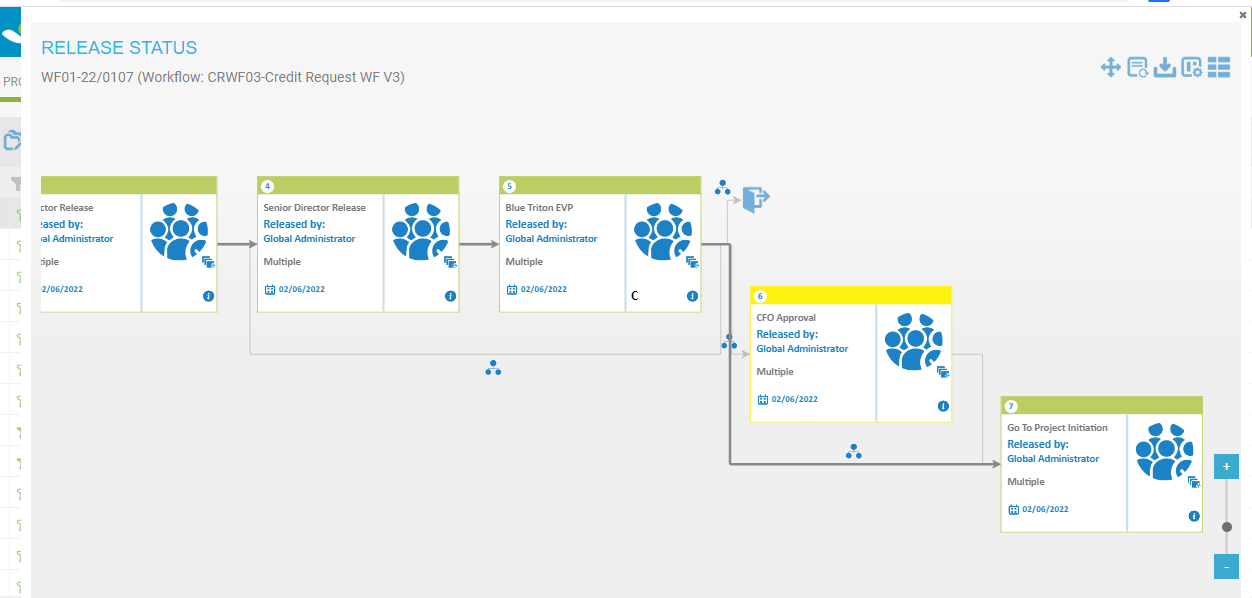 RELEASE STATUS
WF01-22/0107 (Workflow: CRWF03-Credit Request WF V3)
PRO
ctor Release
eased by:
bal Administrator
tiple
02/06/2022
4
Senior Director Release
Released by:
Global Administrator
Multiple
02/06/2022
5
Blue Triton EVP
Released by:
Global Administrator
Multiple
02/06/2022
C
6
CFO Approval
Released by:
Global Administrator
Multiple
02/06/2022
7
Go To Project Initiation
Released by:
Global Administrator
Multiple
02/06/2022
+
-